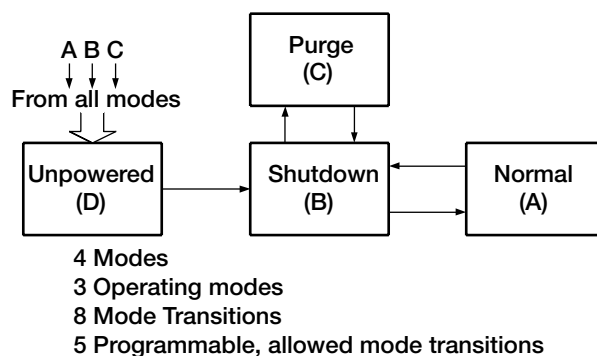 A B C
From all modes
Purge
(C)
Unpowered
(D)
Shutdown
(B)
Normal
(A)
4 Modes
3 Operating modes
8 Mode Transitions
5 Programmable, allowed mode transitions